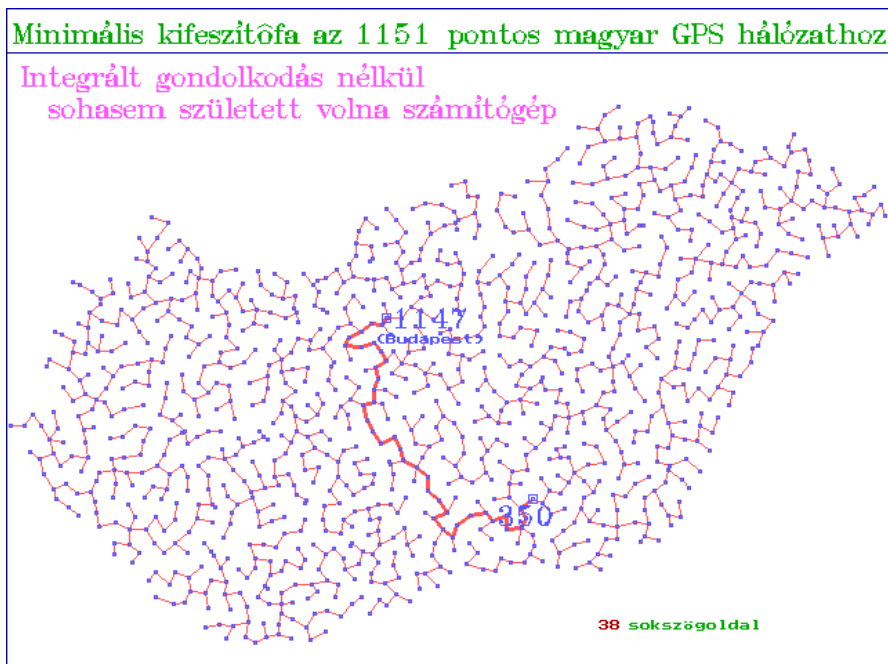 Minimális kifeszítôfa az 1151 pontos magyar GPS hálózathoz
Integrált gondolkodás nélkül
sohasem született volna számítógép
1147
(Budapest)
350
38 sokszögoldal